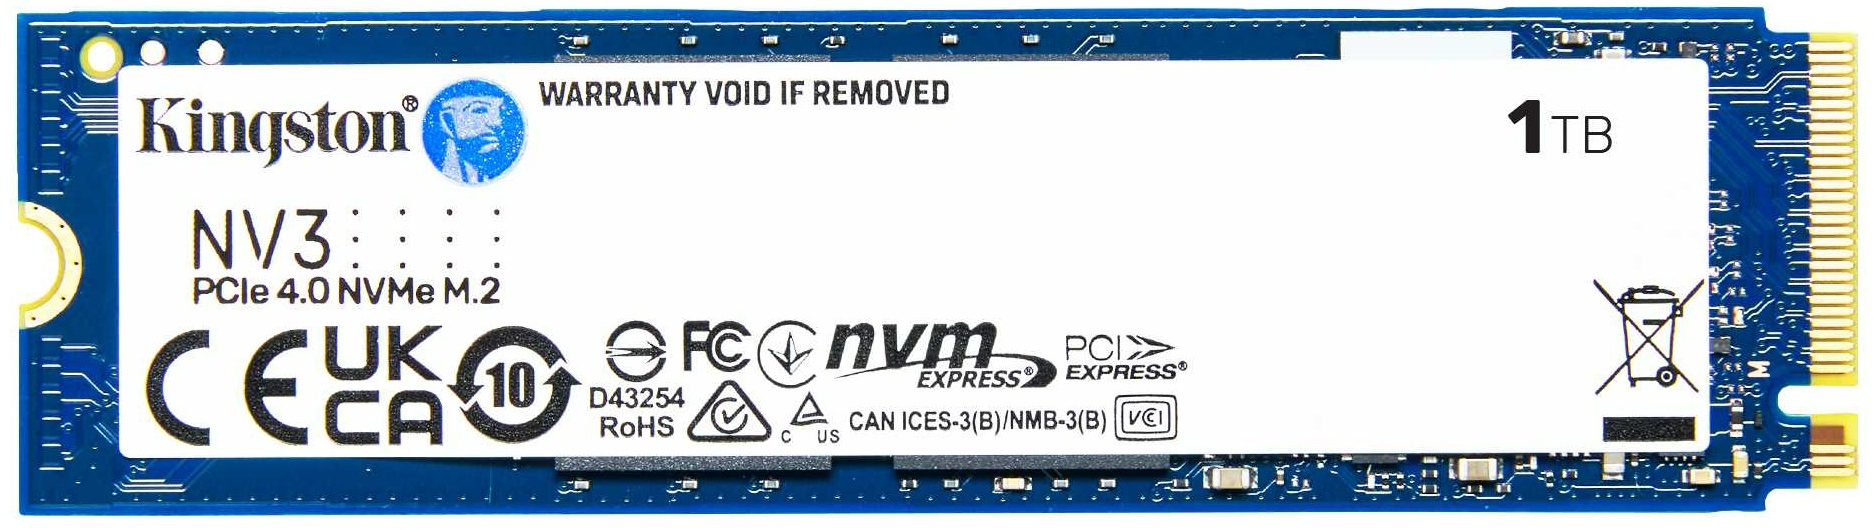 Kingston®
WARRANTY VOID IF REMOVED
1TB
NV3
PCIe 4.0 NVMe M.2
CE
UK
CA
10
D43254
RoHS
FC
nvm
EXPRESS®
PCI
EXPRESS®
C US
CAN ICES-3(B)/NMB-3(B)
VCI
M